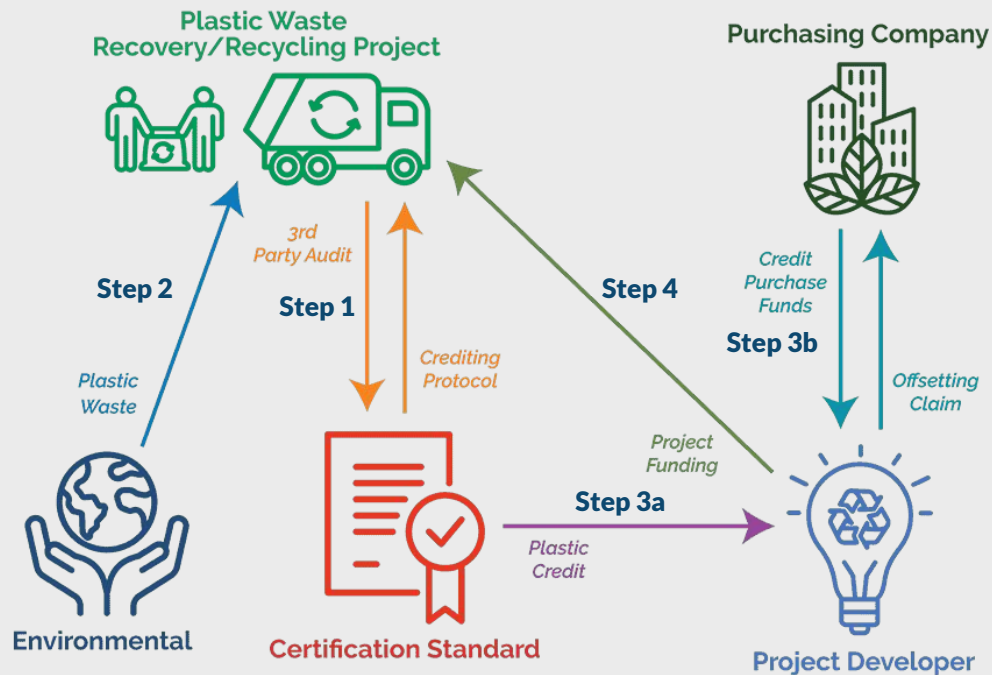 Plastic Waste
Recovery/Recycling Project
Purchasing Company
3rd
Party Audit
Step 2
Step 1
Step 4
Credit
Purchase
Funds
Step 3b
Crediting
Protocol
Plastic
Waste
Offsetting
Claim
Project
Funding
Step 3a
Plastic
Credit
Environmental
Certification Standard
Project Developer